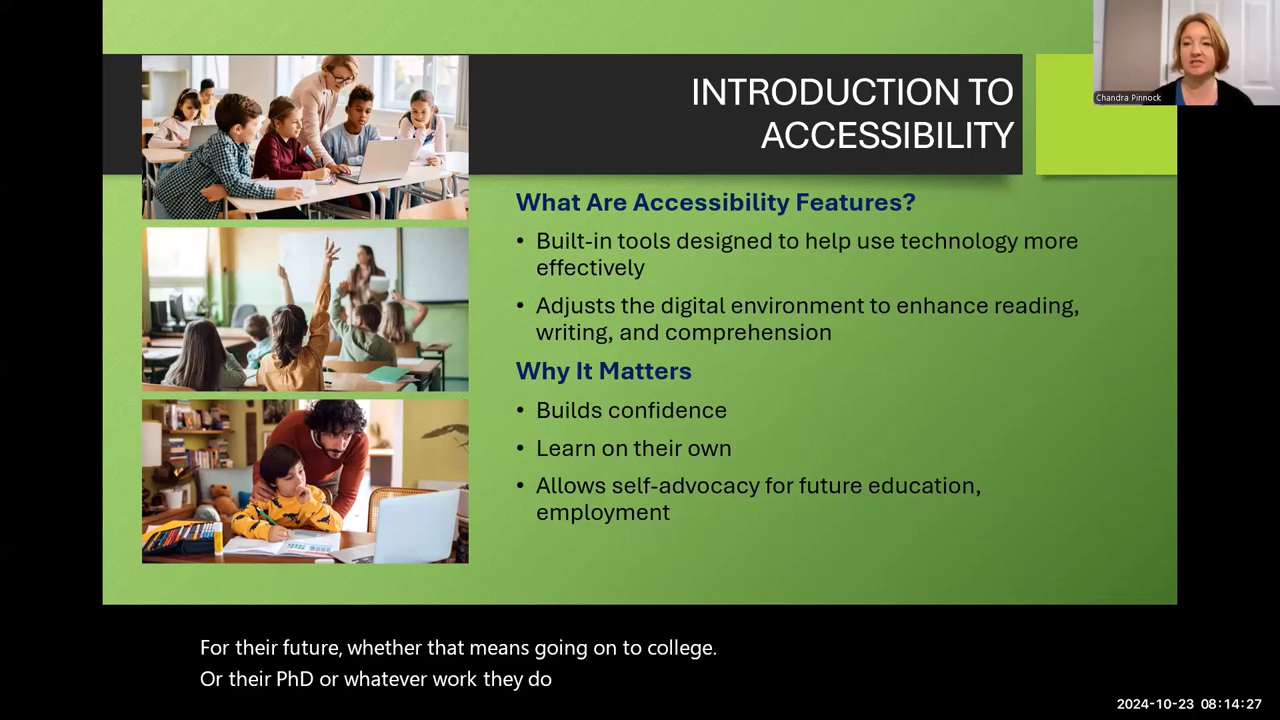 INTRODUCTION TO
ACCESSIBILITY
Chandra Pinnock
What Are Accessibility Features?
• Built-in tools designed to help use technology more
effectively
• Adjusts the digital environment to enhance reading,
writing, and comprehension
Why It Matters
• Builds confidence
• Learn on their own
• Allows self-advocacy for future education,
employment
For their future, whether that means going on to college.
Or their PhD or whatever work they do
2024-10-23 08:14:27